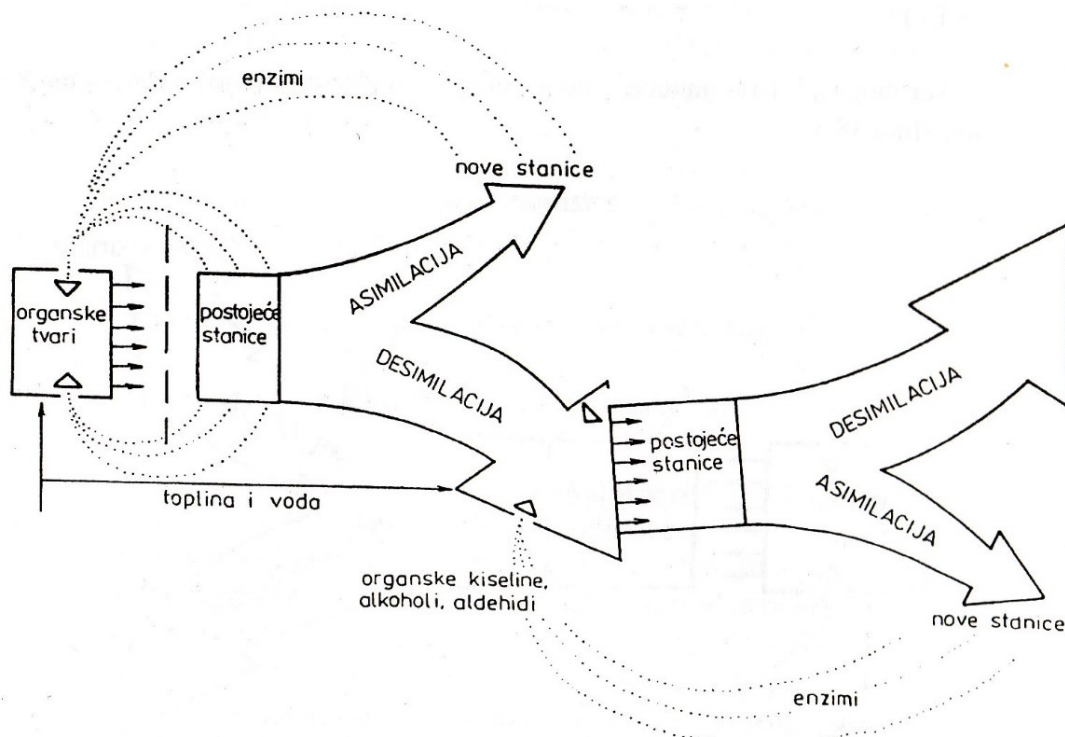 enzimi
nove stanice
organske
tvari
postojeće
stanice
ASIMILACIJA
DESIMILACIJA
toplina i voda
postojeće
stanice
DESIMILACIJA
ASIMILACIJA
organske kiseline,
alkoholi, aldehidi
nove stanice
enzimi